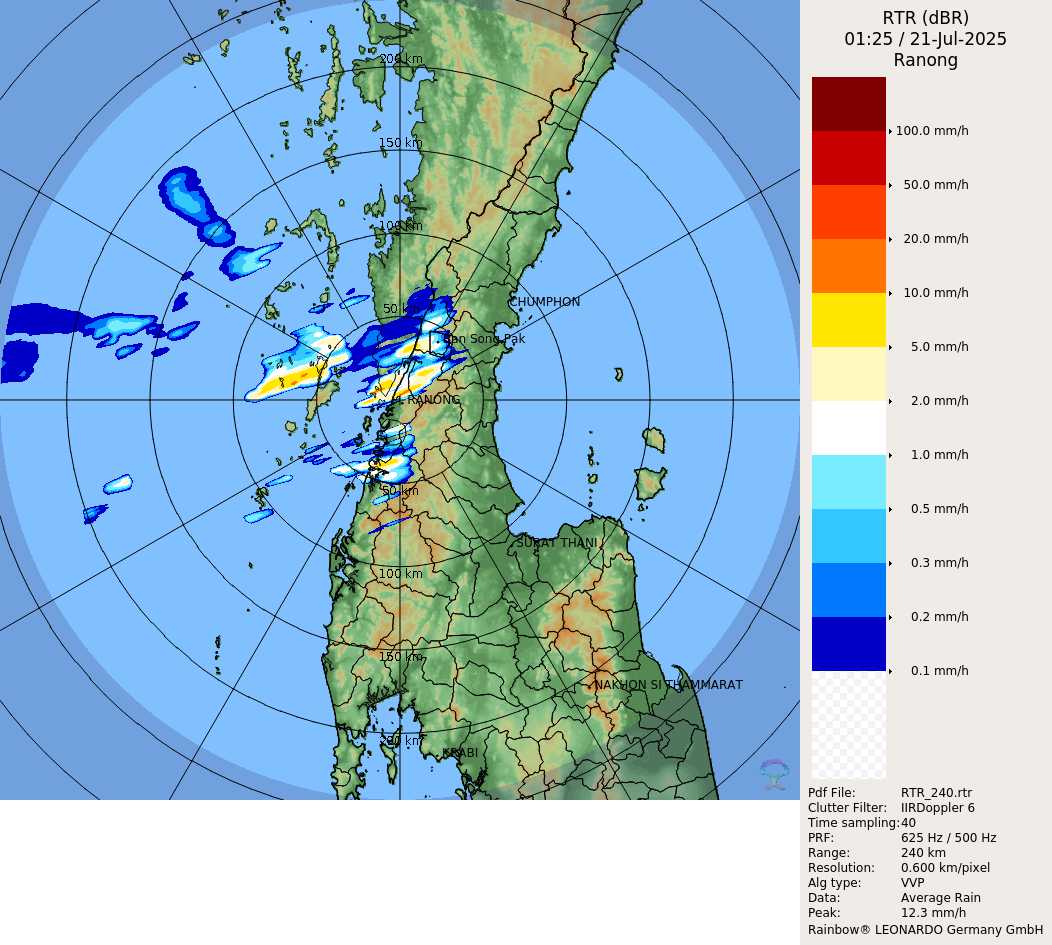 RTR (dBR)
01:25 / 21-Jul-2025
Ranong
100.0 mm/h
50.0 mm/h
20.0 mm/h
10.0 mm/h
5.0 mm/h
2.0 mm/h
1.0 mm/h
0.5 mm/h
0.3 mm/h
0.2 mm/h
0.1 mm/h
200 km
150 km
100 km
50 km
CHUMPHON
Ban Song Pak
RANONG
50 km
SURAT THANI
100 km
150 km
NAKHON SI THAMMARAT
200 km
KRABI
Pdf File: RTR_240.rtr
Clutter Filter: IIRDoppler 6
Time sampling:40
PRF: 625 Hz / 500 Hz
Range: 240 km
Resolution: 0.600 km/pixel
Alg type: VVP
Data: Average Rain
Peak: 12.3 mm/h
Rainbow® LEONARDO Germany GmbH